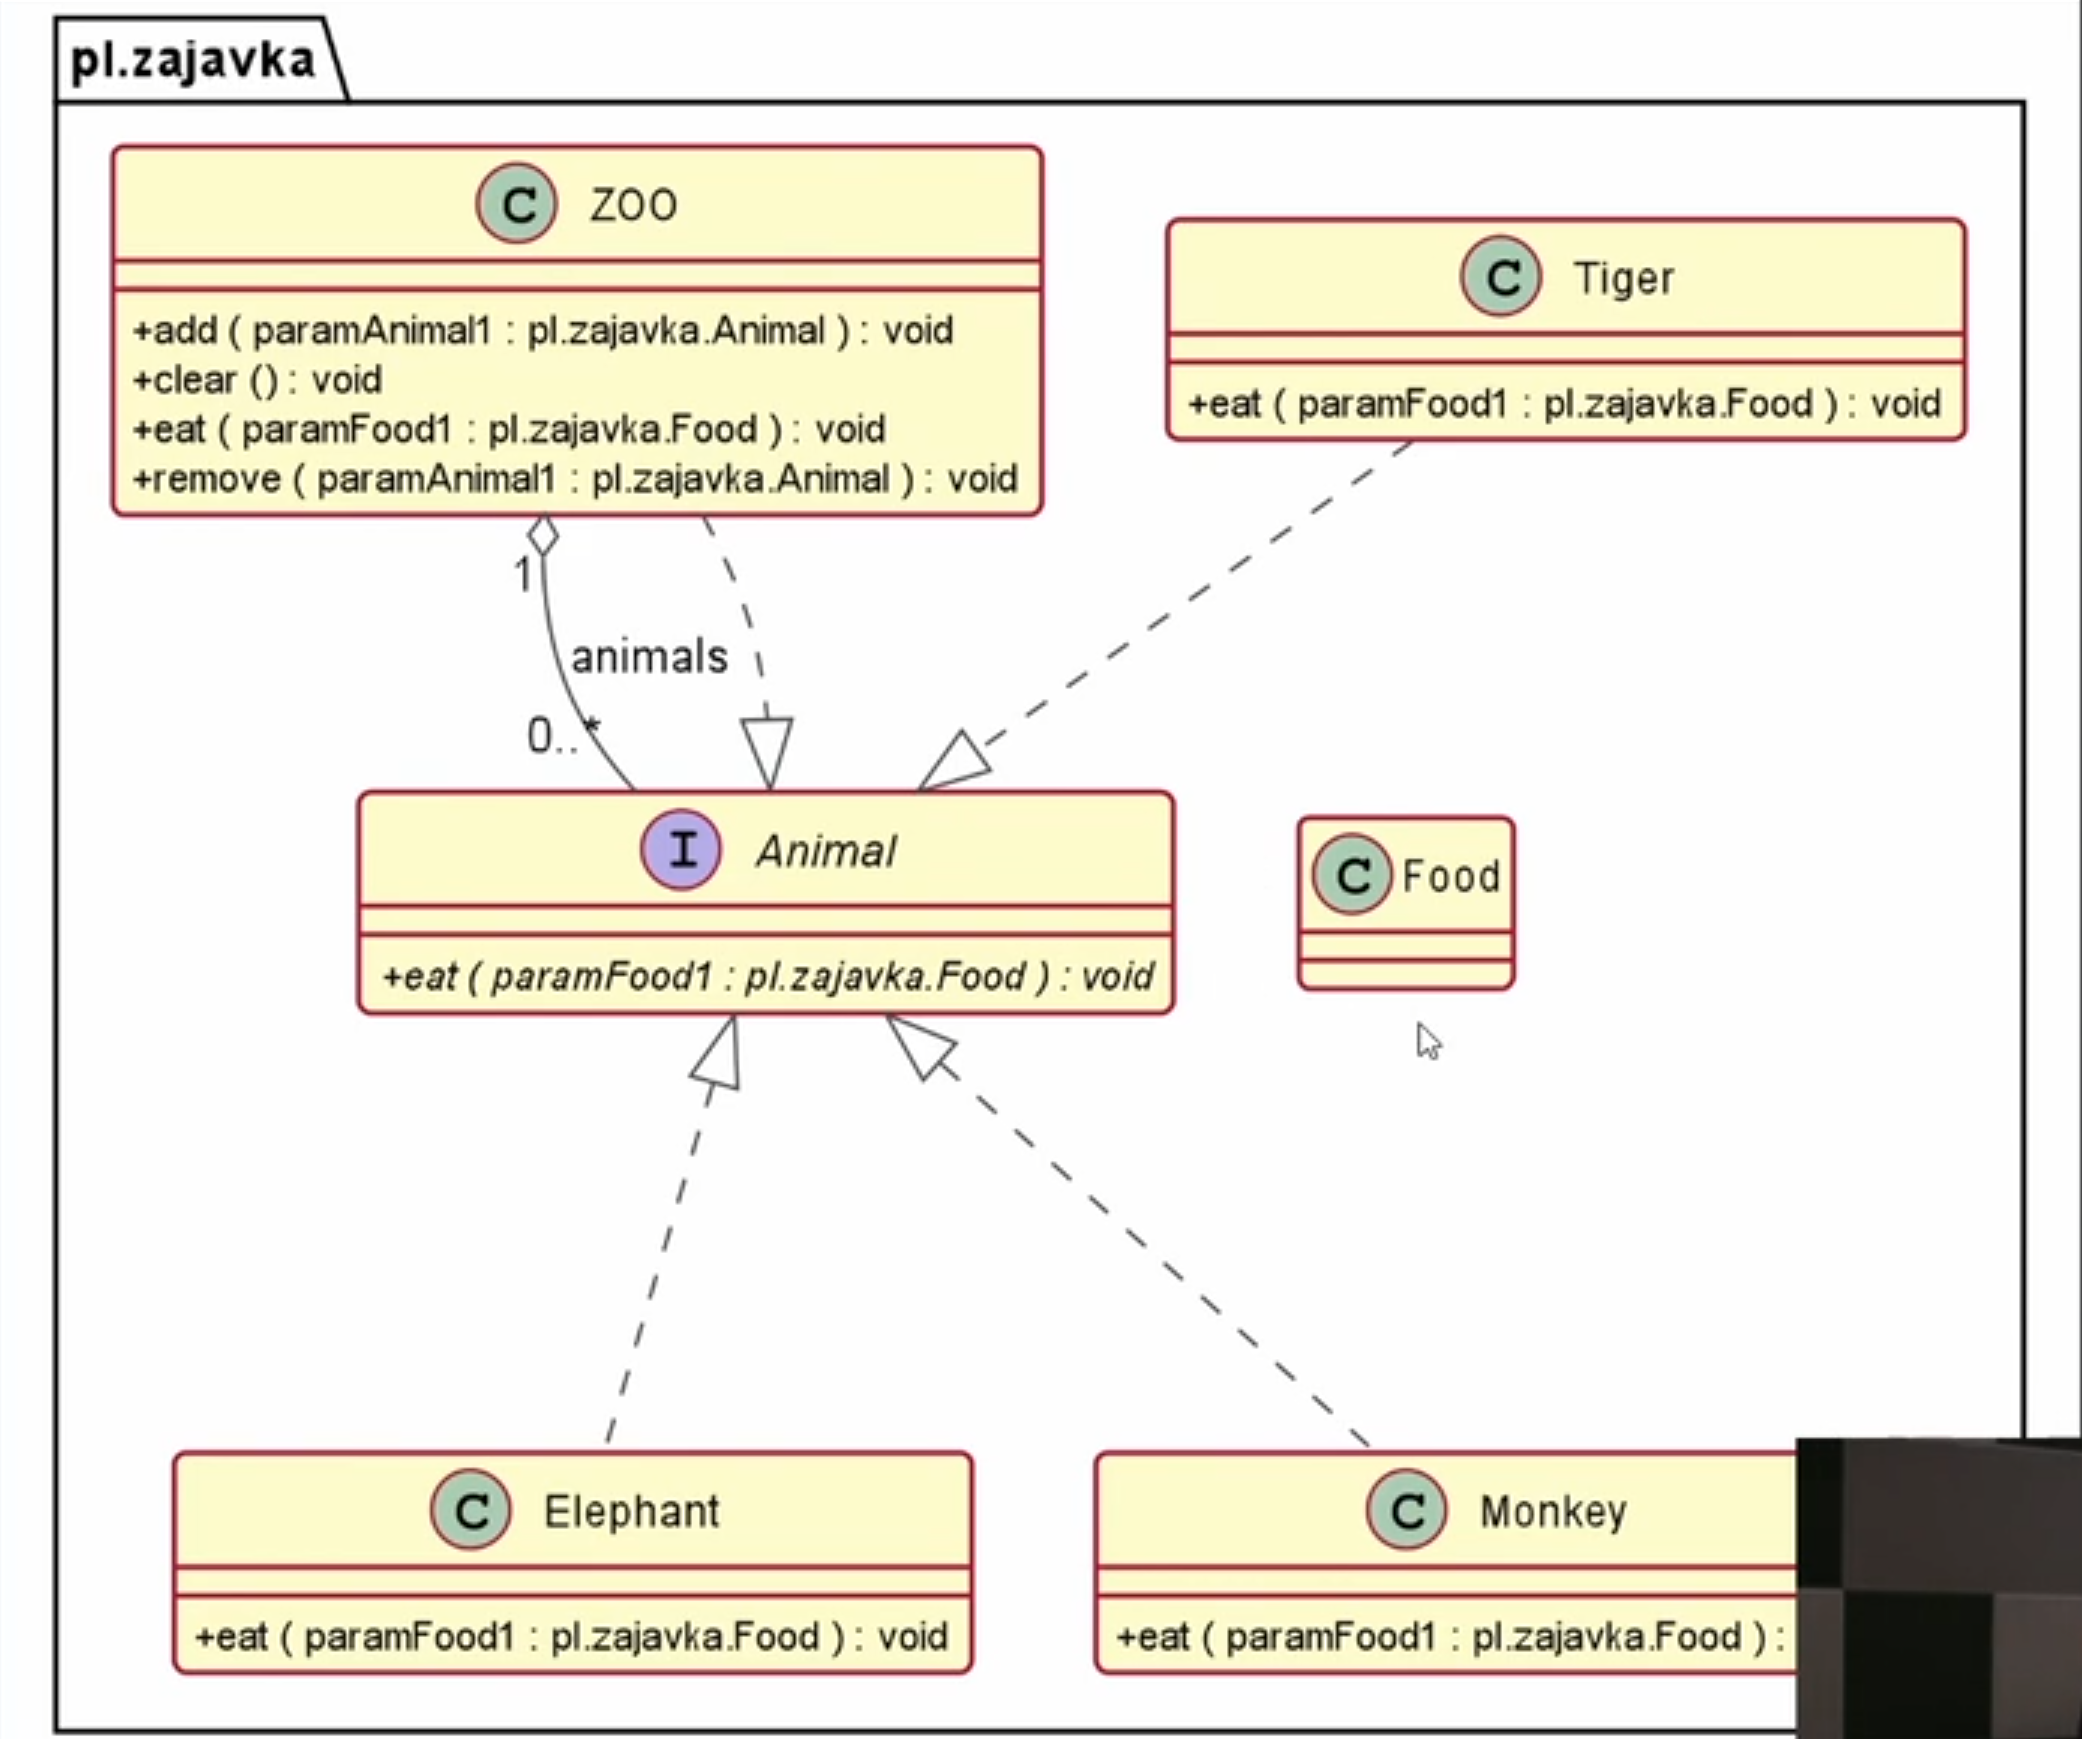 pl.zajavka
C ZOO
+add ( paramAnimal1 : pl.zajavka.Animal ) : void
+clear () : void
+eat ( paramFood1 : pl.zajavka.Food ) : void
+remove ( paramAnimal1 : pl.zajavka.Animal ) : void
C Tiger
+eat ( paramFood1 : pl.zajavka.Food ) : void
1
animals
0..*
I Animal
+eat ( paramFood1 : pl.zajavka.Food ) : void
C Food
C Elephant
+eat ( paramFood1 : pl.zajavka.Food ) : void
C Monkey
+eat ( paramFood1 : pl.zajavka.Food ) :